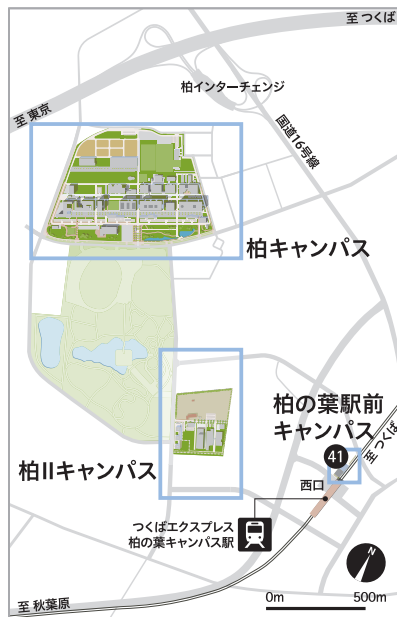 至 つくば
柏インターチェンジ
至 東京
国道16号線
柏キャンパス
柏の葉駅前
キャンパス
41
至 つくば
柏IIキャンパス
西口
つくばエクスプレス
柏の葉キャンパス駅
N
至 秋葉原
0m 500m